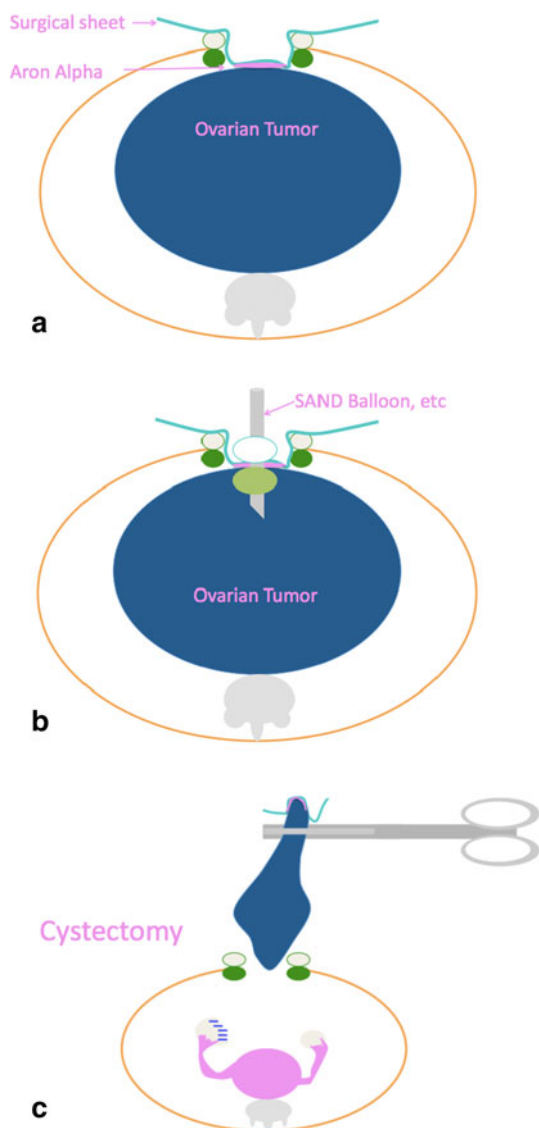 Surgical sheet
Aron Alpha
Ovarian Tumor
a
SAND Balloon, etc
Ovarian Tumor
b
Cystectomy
c